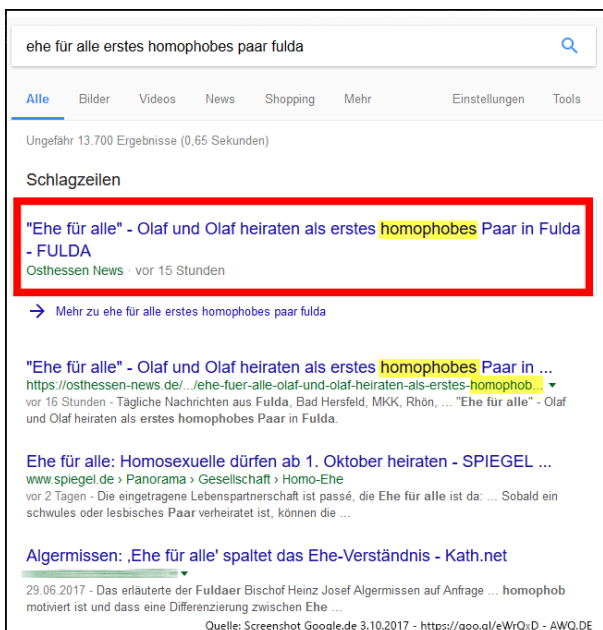 ehe für alle erstes homophobes paar fulda
Alle Bilder Videos News Shopping Mehr Einstellungen Tools
Ungefähr 13.700 Ergebnisse (0,65 Sekunden)
Schlagzeilen
"Ehe für alle" - Olaf und Olaf heiraten als erstes homophobes Paar in Fulda
- FULDA
Osthessen News · vor 15 Stunden
→ Mehr zu ehe für alle erstes homophobes paar fulda
"Ehe für alle" - Olaf und Olaf heiraten als erstes homophobes Paar in ...
https://osthessen-news.de/.../ehe-fuer-alle-olaf-und-olaf-heiraten-als-erstes-homophob...
vor 16 Stunden - Tägliche Nachrichten aus Fulda, Bad Hersfeld, MKK, Rhön, ... "Ehe für alle" - Olaf
und Olaf heiraten als erstes homophobes Paar in Fulda.
Ehe für alle: Homosexuelle dürfen ab 1. Oktober heiraten - SPIEGEL ...
www.spiegel.de › Panorama › Gesellschaft › Homo-Ehe
vor 2 Tagen - Die eingetragene Lebenspartnerschaft ist passé, die Ehe für alle ist da: ... Sobald ein
schwules oder lesbisches Paar verheiratet ist, können die ...
Algermissen: ‚Ehe für alle' spaltet das Ehe-Verständnis - Kath.net
29.06.2017 - Das erläuterte der Fuldaer Bischof Heinz Josef Algermissen auf Anfrage ... homophob
motiviert ist und dass eine Differenzierung zwischen Ehe ...
Quelle: Screenshot Google.de 3.10.2017 - https://goo.gl/eWrQxD - AWQ.DE